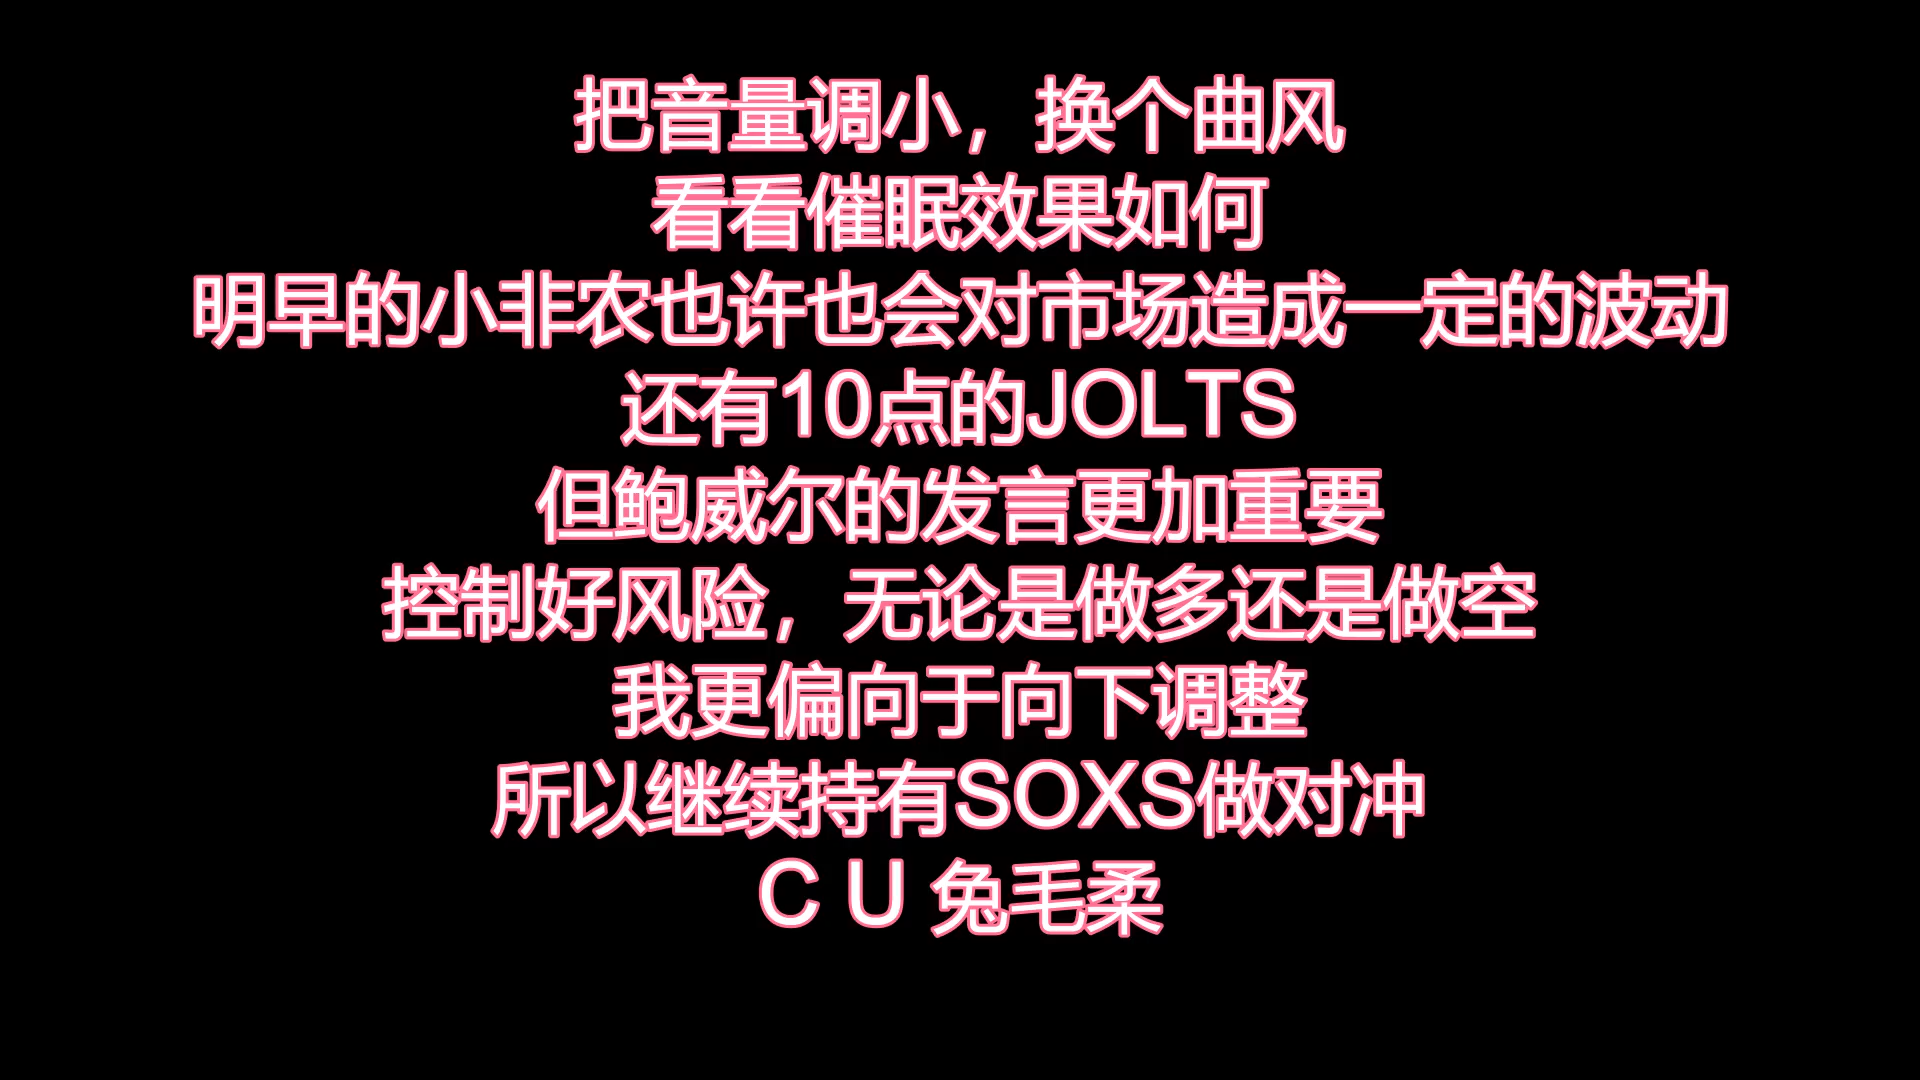 把音量调小，换个曲风
看看催眠效果如何
明早的小非农也许也会对市场造成一定的波动
还有10点的JOLTS
但鲍威尔的发言更加重要
控制好风险，无论是做多还是做空
我更偏向于向下调整
所以继续持有SOXS做对冲
C U 兔毛柔